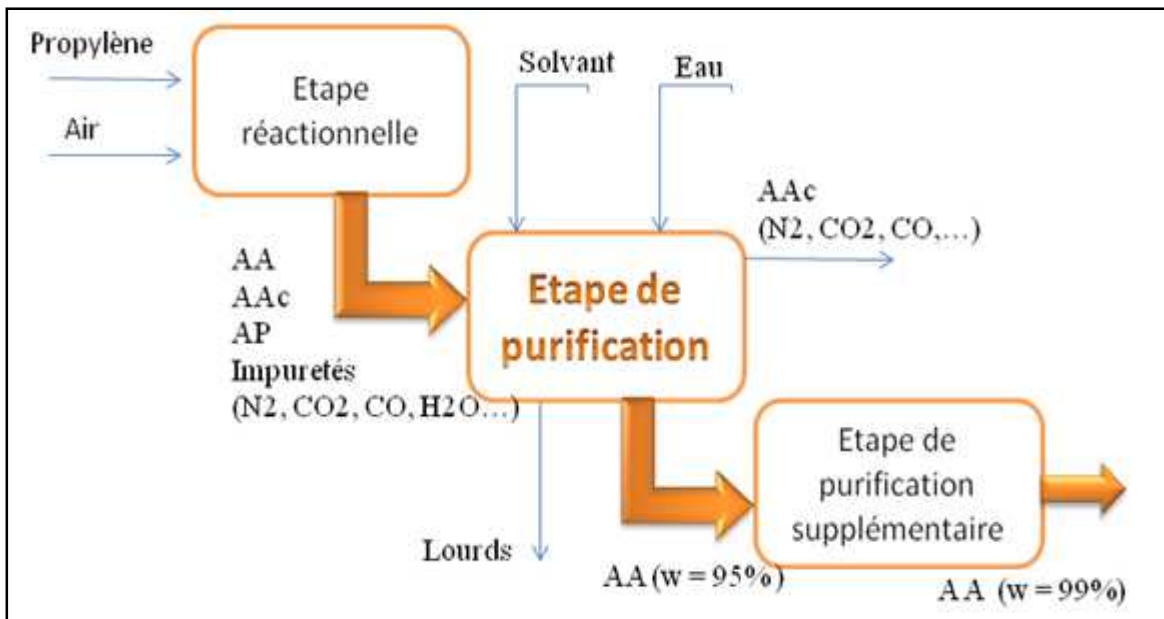 Propylène
Air
Etape
réactionnelle
Solvant
Eau
AA
AAc
AP
Impuretés
(N2, CO2, CO, H2O…)
Etape de
purification
AAc
(N2, CO2, CO,…)
Lourds
AA (w = 95%)
Etape de
purification
supplémentaire
AA (w = 99%)